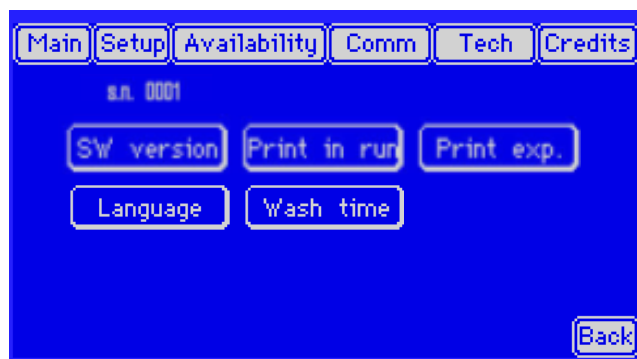 Main Setup Availability Comm Tech Credits
s.n. 0001
SW version Print in run Print exp.
Language Wash time
Back